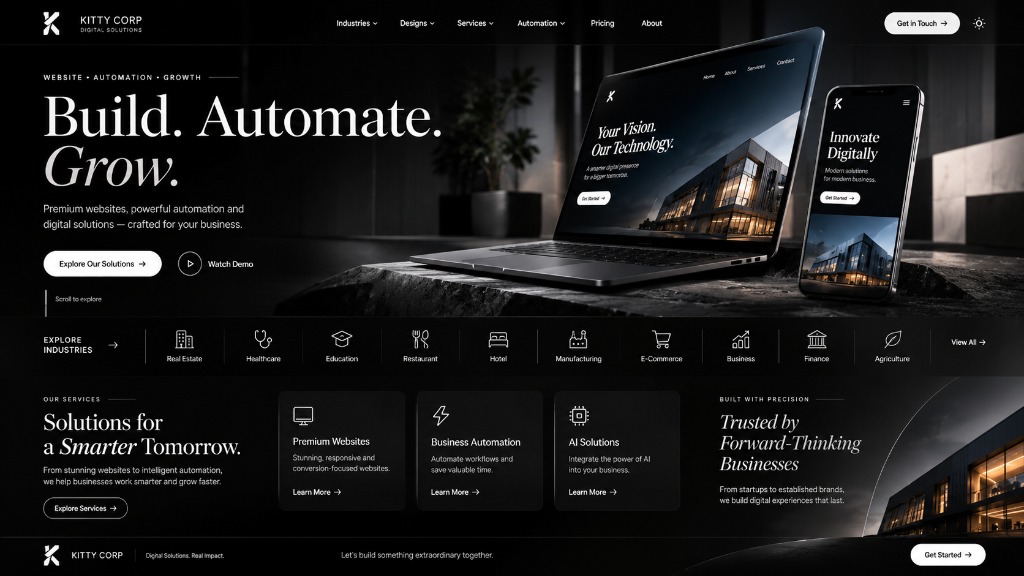 KITTY CORP
DIGITAL SOLUTIONS
Industries
Designs
Services
Automation
Pricing
About
Get in Touch →
WEBSITE • AUTOMATION • GROWTH
Build. Automate.
Grow.
Premium websites, powerful automation and
digital solutions — crafted for your business.
Explore Our Solutions →
Watch Demo
Scroll to explore
Home
About
Services
Contact
Your Vision.
Our Technology.
A smarter digital presence
for a bigger tomorrow.
Get Started →
Innovate
Digitally
Modern solutions
for modern business.
Get Started →
EXPLORE
INDUSTRIES →
Real Estate
Healthcare
Education
Restaurant
Hotel
Manufacturing
E-Commerce
Business
Finance
Agriculture
View All →
OUR SERVICES
Solutions for
a Smarter Tomorrow.
From stunning websites to intelligent automation,
we help businesses work smarter and grow faster.
Explore Services →
Premium Websites
Stunning, responsive and
conversion-focused websites.
Learn More →
Business Automation
Automate workflows and
save valuable time.
Learn More →
AI Solutions
Integrate the power of AI
into your business.
Learn More →
BUILT WITH PRECISION
Trusted by
Forward-Thinking
Businesses
From startups to established brands,
we build digital experiences that last.
KITTY CORP
Digital Solutions. Real Impact.
Let's build something extraordinary together.
Get Started →